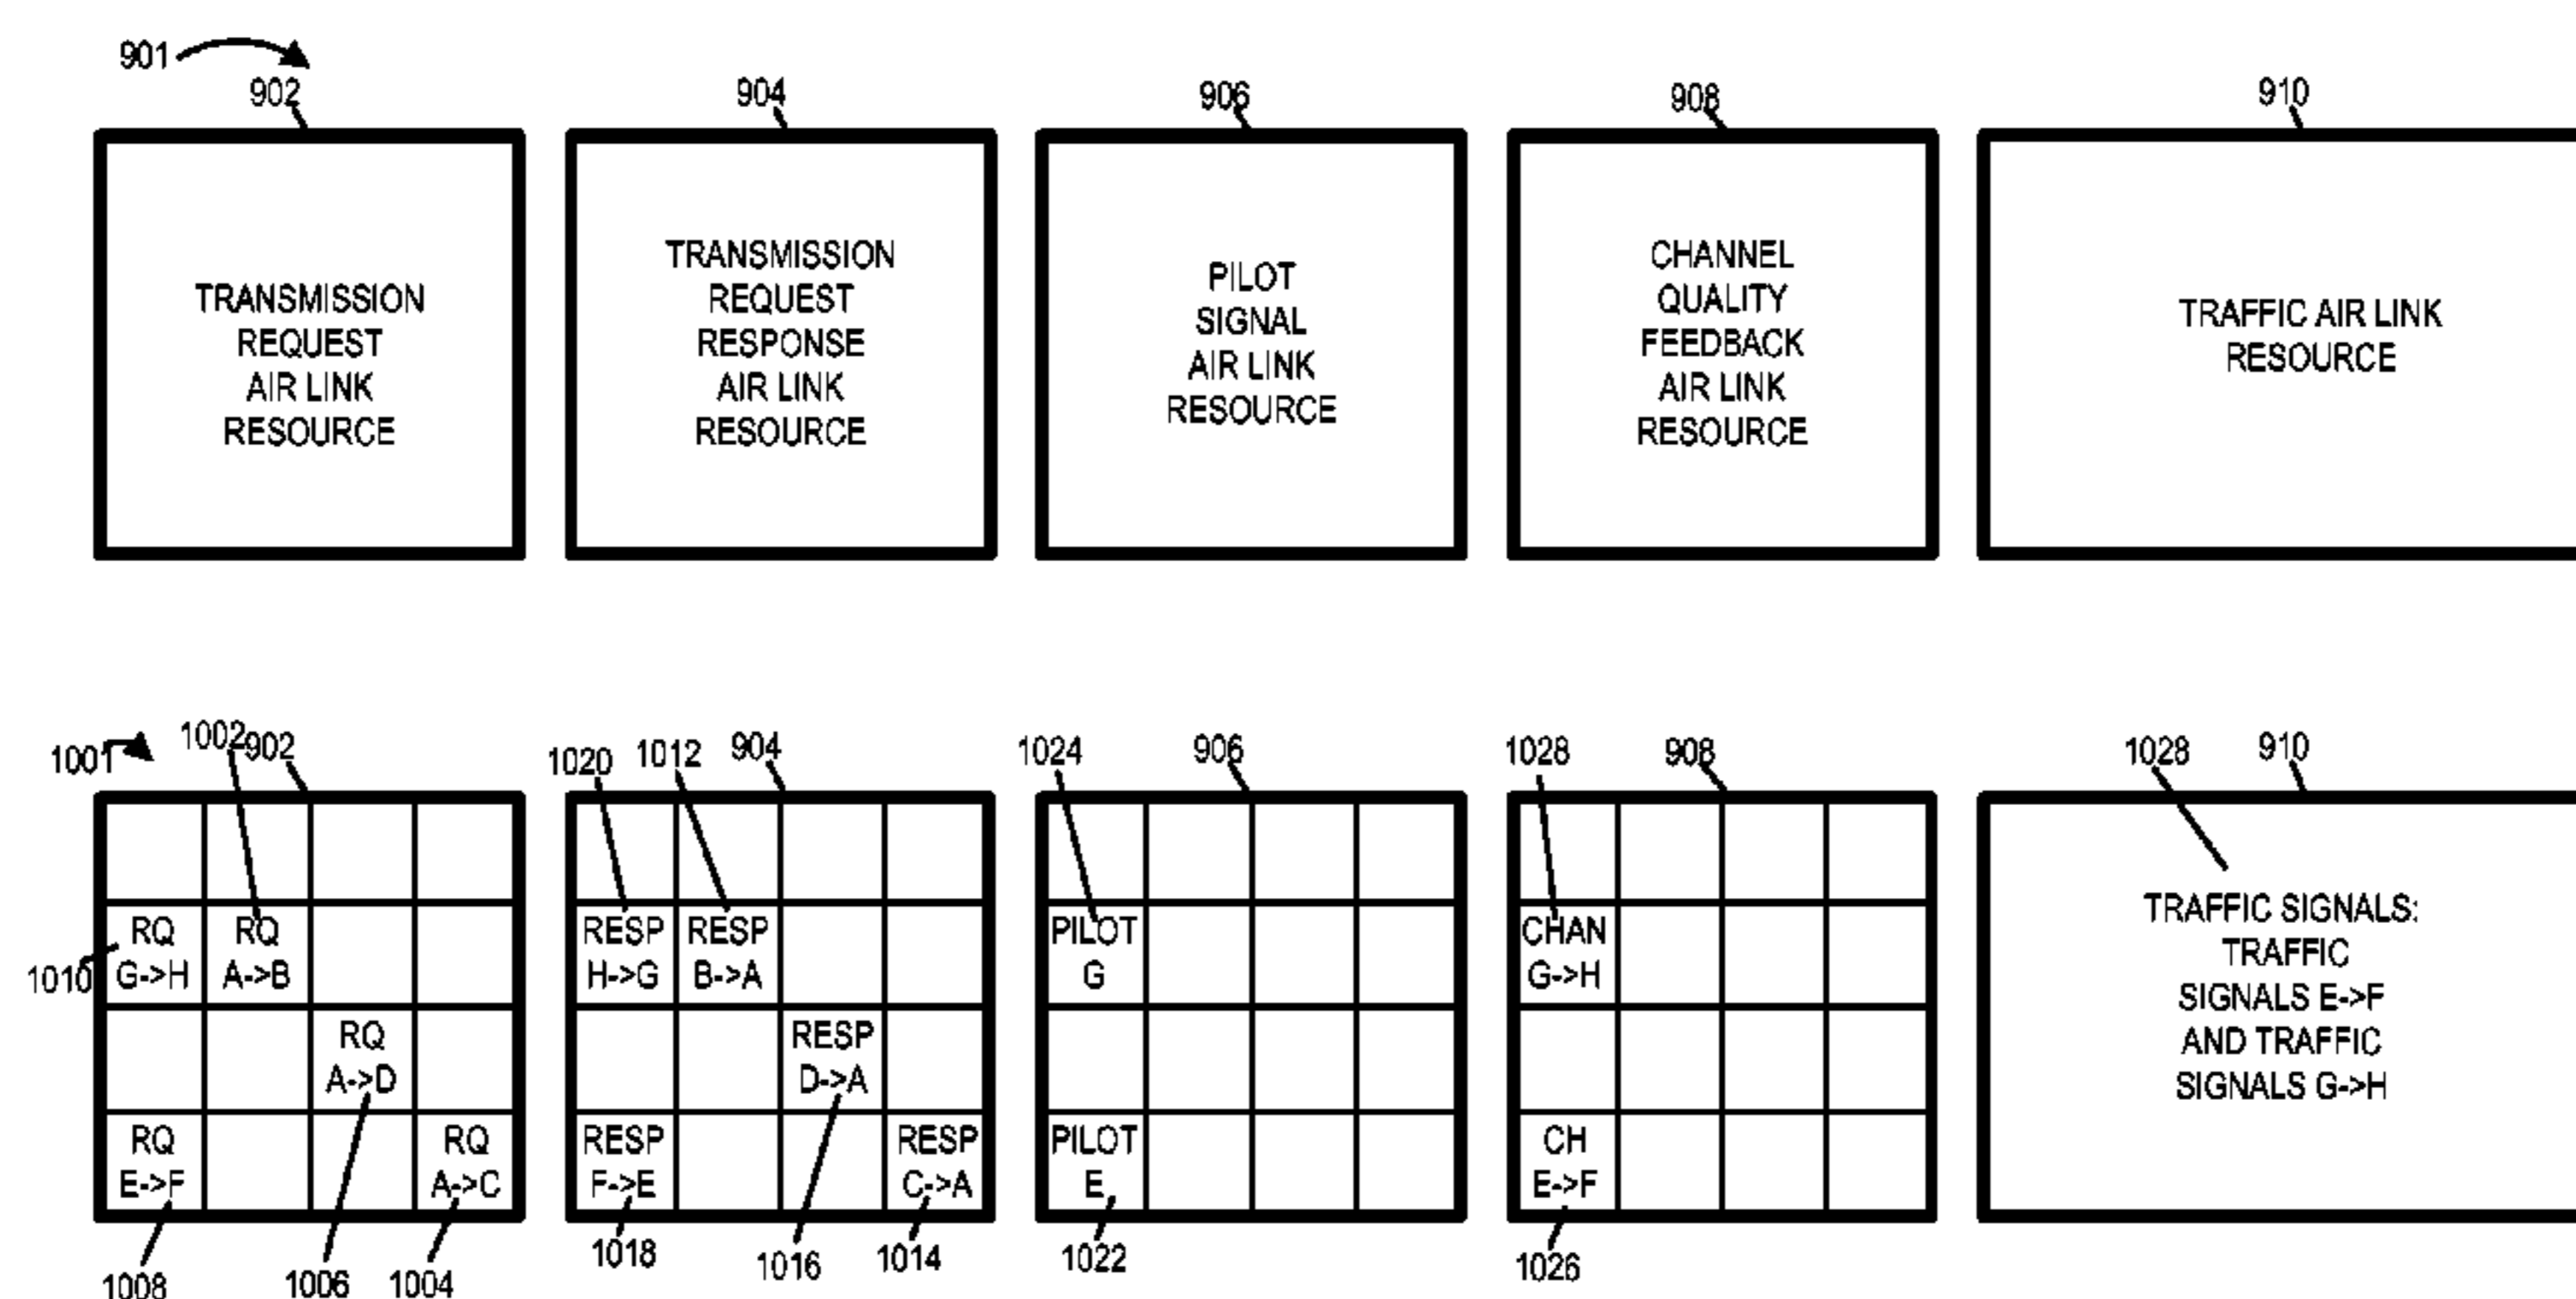 901
902
904
906
908
910
TRANSMISSION
REQUEST
AIR LINK
RESOURCE
TRANSMISSION
REQUEST
RESPONSE
AIR LINK
RESOURCE
PILOT
SIGNAL
AIR LINK
RESOURCE
CHANNEL
QUALITY
FEEDBACK
AIR LINK
RESOURCE
TRAFFIC AIR LINK
RESOURCE
1001
1002
902
1020
1012
904
1024
906
1028
908
1028
910
RQ
G->H
RQ
A->B
1010
RQ
A->D
RQ
E->F
RQ
A->C
1008
1006
1004
RESP
H->G
RESP
B->A
RESP
D->A
RESP
F->E
RESP
C->A
1018
1016
1014
PILOT
G
PILOT
E
1022
CHAN
G->H
CH
E->F
1026
TRAFFIC SIGNALS:
TRAFFIC
SIGNALS E->F
AND TRAFFIC
SIGNALS G->H